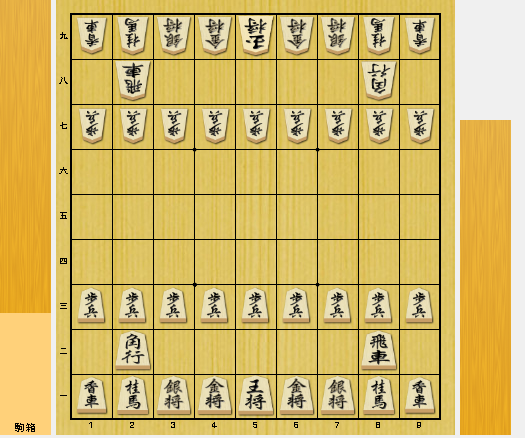 九 香車 桂馬 銀将 金将 玉将 金将 銀将 桂馬 香車
八 飛車 角行
七 歩兵 歩兵 歩兵 歩兵 歩兵 歩兵 歩兵 歩兵 歩兵
六
五
四
三 歩兵 歩兵 歩兵 歩兵 歩兵 歩兵 歩兵 歩兵 歩兵
二 角行 飛車
一 香車 桂馬 銀将 金将 王将 金将 銀将 桂馬 香車
1 2 3 4 5 6 7 8 9
駒箱